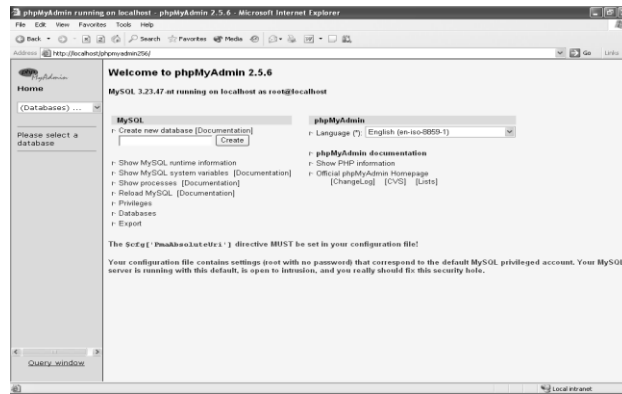 phpMyAdmin running on localhost - phpMyAdmin 2.5.6 - Microsoft Internet Explorer
File Edit View Favorites Tools Help
Back Search Favorites Media
Address http://localhost/phpmyadmin256/ Go Links
phpMyAdmin
Home
(Databases) ...
Please select a
database
Query window
Welcome to phpMyAdmin 2.5.6
MySQL 3.23.47-nt running on localhost as root@localhost
MySQL
Create new database [Documentation]
Create
Show MySQL runtime information
Show MySQL system variables [Documentation]
Show processes [Documentation]
Reload MySQL [Documentation]
Privileges
Databases
Export
phpMyAdmin
Language (*): English (en-iso-8859-1)
phpMyAdmin documentation
Show PHP information
Official phpMyAdmin Homepage
[ChangeLog] [CVS] [Lists]
The $cfg['PmaAbsoluteUri'] directive MUST be set in your configuration file!
Your configuration file contains settings (root with no password) that correspond to the default MySQL privileged account. Your MySQL
server is running with this default, is open to intrusion, and you really should fix this security hole.
Local intranet